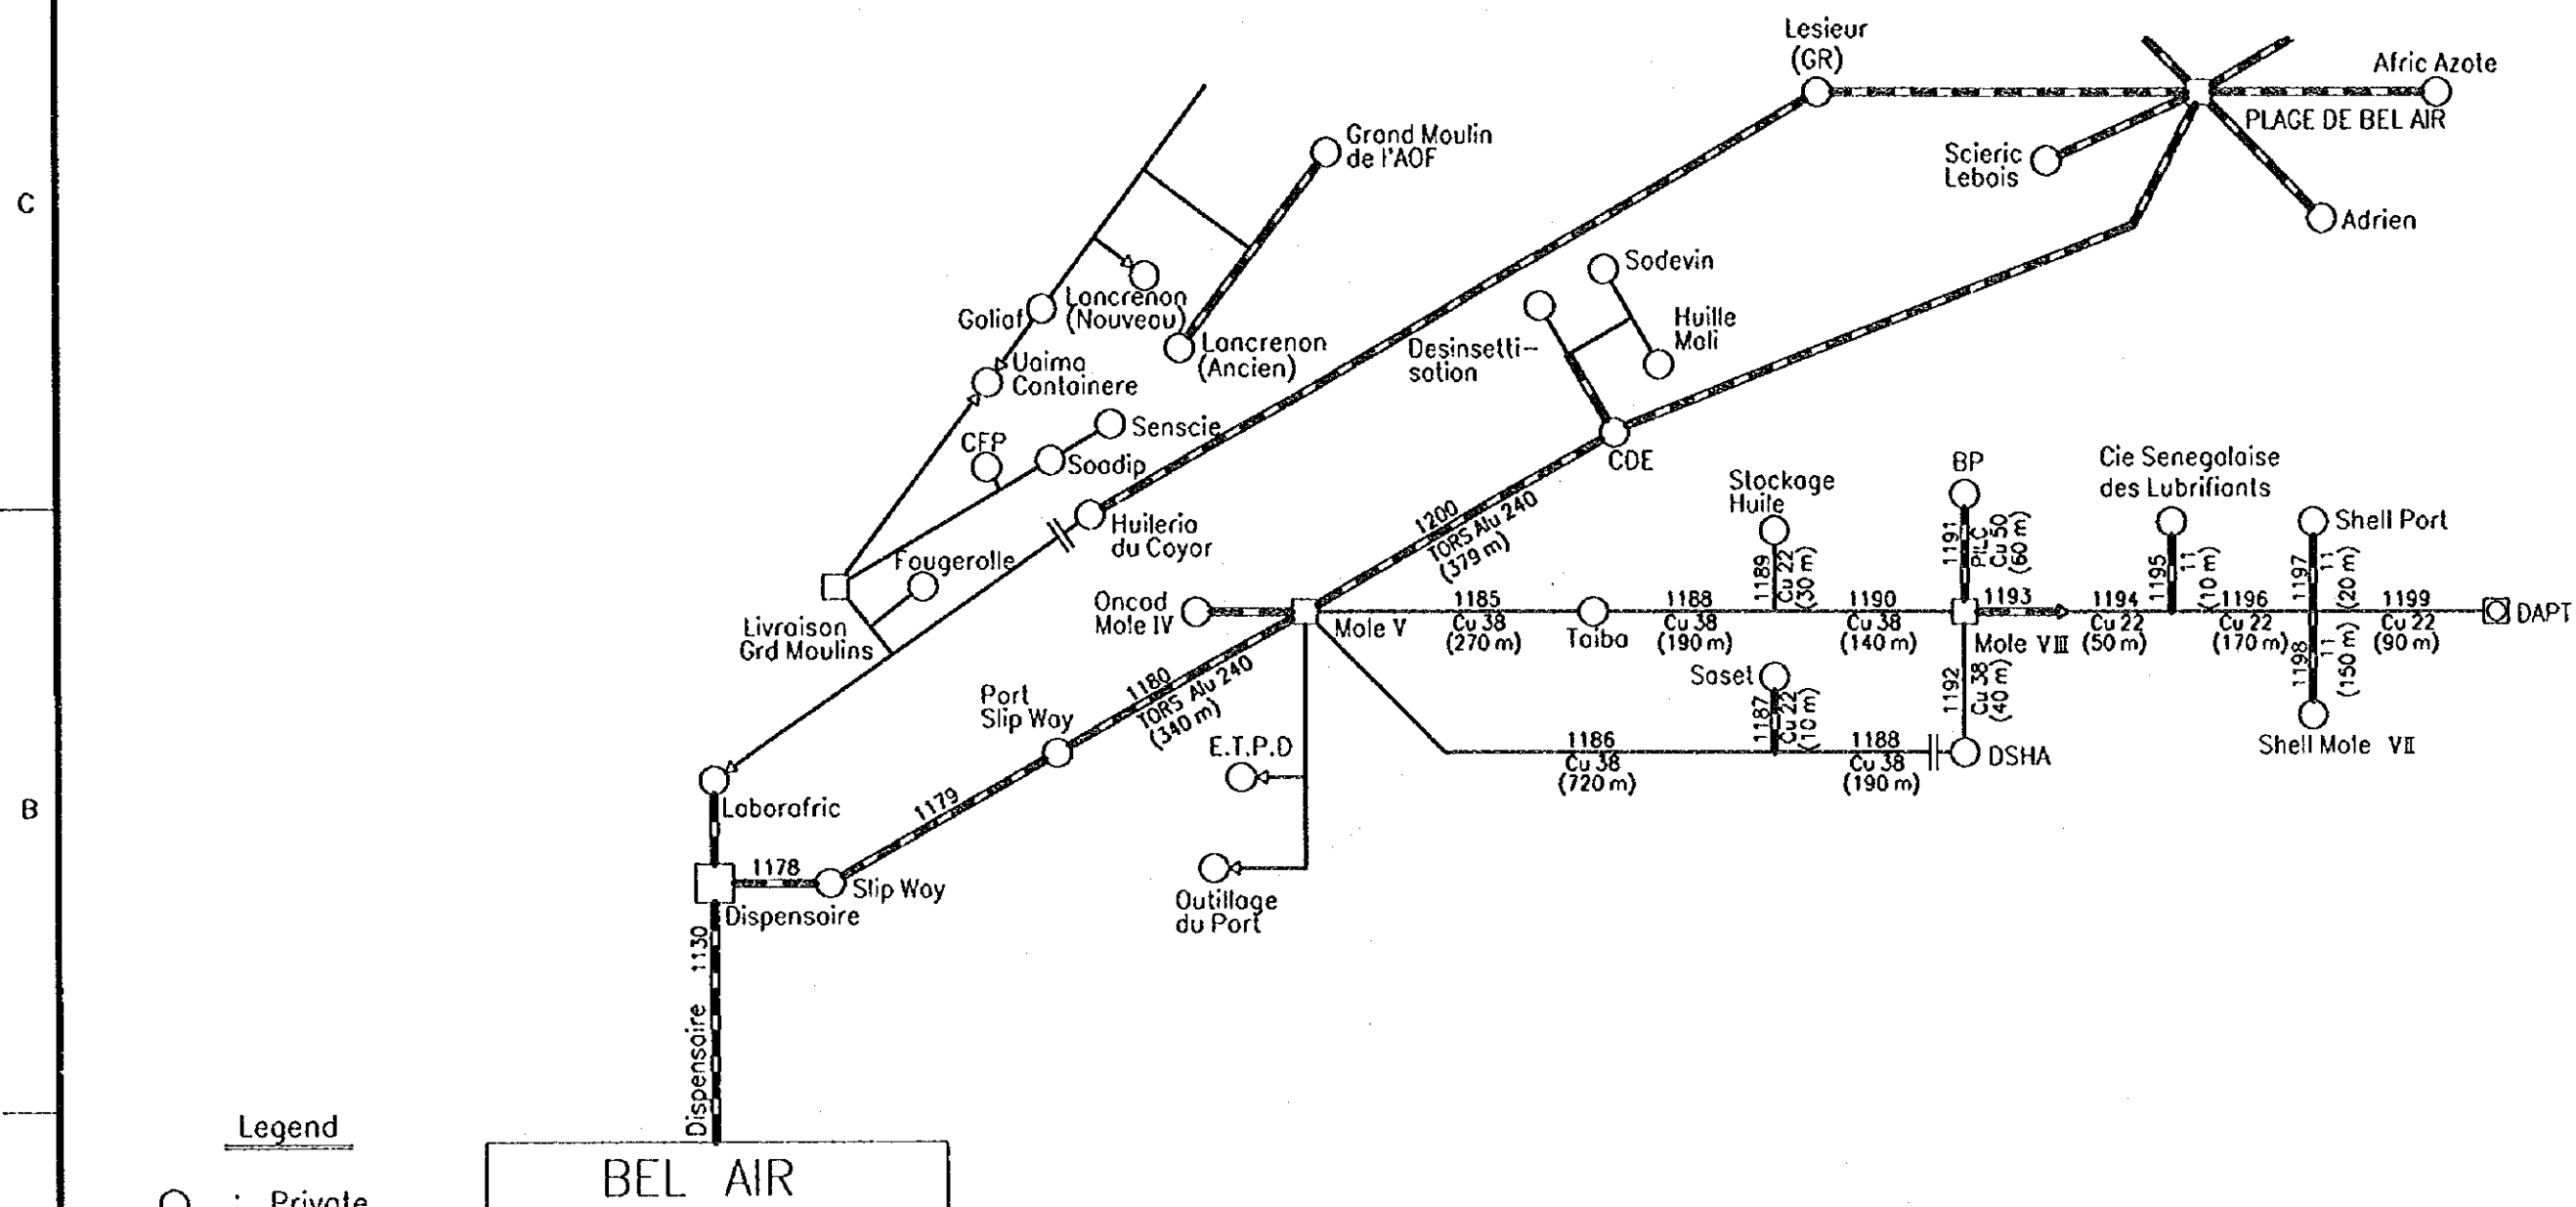 Lesieur
(GR)
Afric Azote
PLAGE DE BEL AIR
Grand Moulin
de l'AOF
Scieric
Lebois
C
Adrien
Sodevin
Loncrenon
(Nouveau)
Goliaf
Huille
Mali
Loncrenon
(Ancien)
Desinsetti-
sation
Uaima
Containere
Senscie
CFP
Soadip
CDE
BP
Cie Senegalaise
des Lubrifiants
Stockage
Huile
Huileria
du Coyor
Shell Port
1200
TORS Alu 240
(379 m)
1189
Cu 22
(30 m)
1191
PILC
Cu 50
(60 m)
1195
11
(10 m)
1197
11
(20 m)
Fougerolle
Oncod
Mole IV
Mole V
1185
Cu 38
(270 m)
Taiba
1188
Cu 38
(190 m)
1190
Cu 38
(140 m)
1193
Mole VIII
1194
Cu 22
(50 m)
1196
Cu 22
(170 m)
1199
Cu 22
(90 m)
DAPT
Livraison
Grd Moulins
1180
TORS Alu 240
(340 m)
Port
Slip Way
Soset
1187
Cu 22
(10 m)
1192
Cu 38
(40 m)
1198
11
(150 m)
Shell Mole VII
E.T.P.D
1186
Cu 38
(720 m)
1188
Cu 38
(190 m)
DSHA
B
Laborafric
1179
1178
Slip Way
Dispensaire
Outillage
du Port
Dispensaire 1130
Legend
BEL AIR
: Private